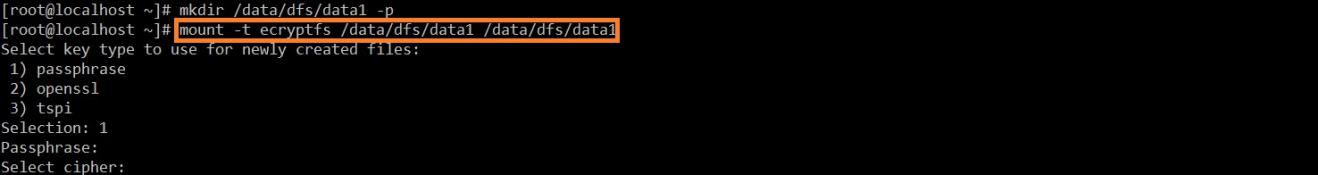 [root@localhost ~]# mkdir /data/dfs/data1 -p
[root@localhost ~]# mount -t ecryptfs /data/dfs/data1 /data/dfs/data1
Select key type to use for newly created files:
 1) passphrase
 2) openssl
 3) tspi
Selection: 1
Passphrase:
Select cipher: